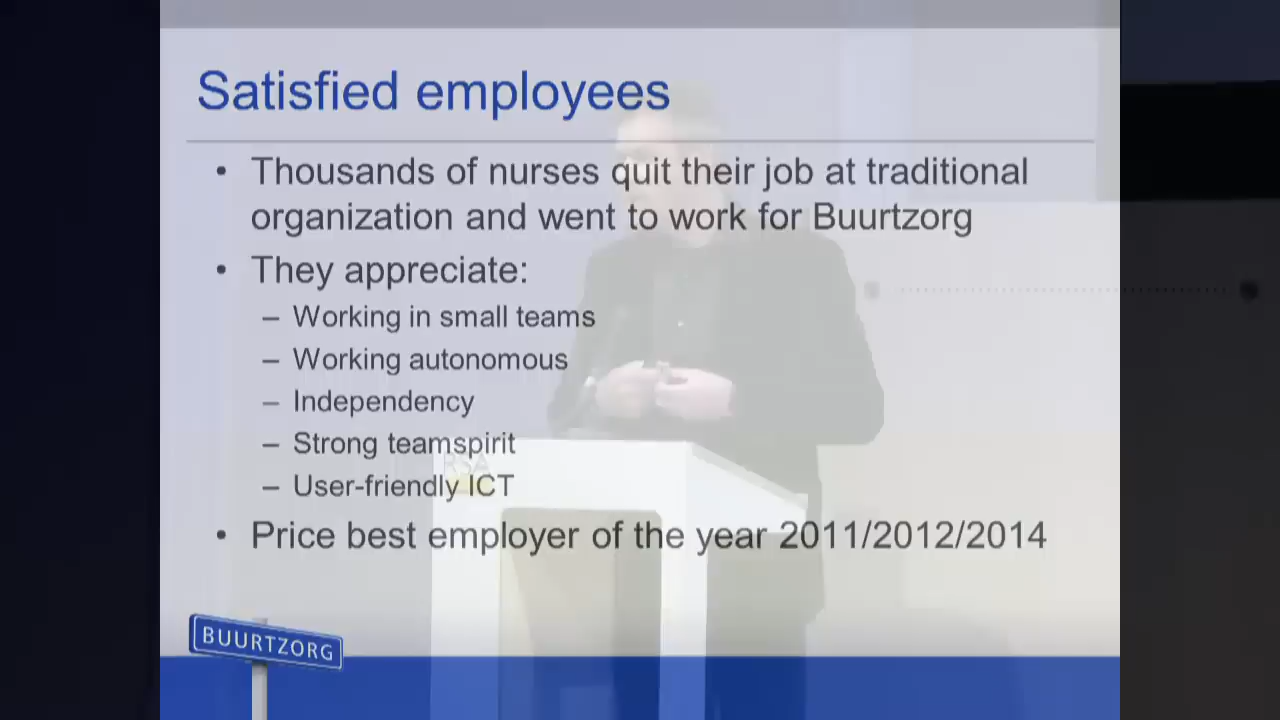 Satisfied employees
• Thousands of nurses quit their job at traditional
organization and went to work for Buurtzorg
• They appreciate:
– Working in small teams
– Working autonomous
– Independency
– Strong teamspirit
– User-friendly ICT
• Price best employer of the year 2011/2012/2014
RSA
BUURTZORG